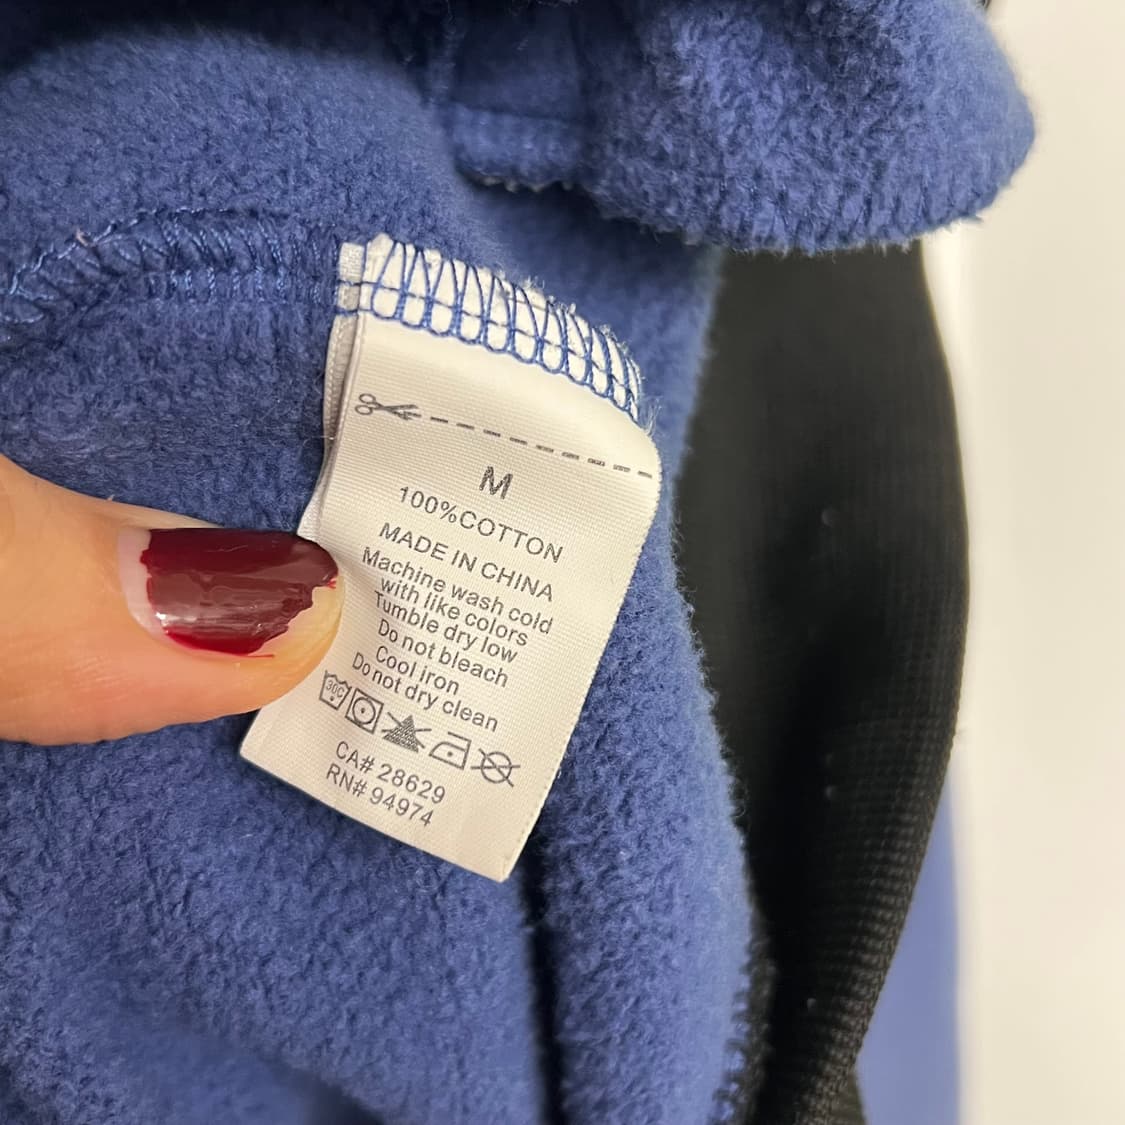 M
100%COTTON
MADE IN CHINA
Machine wash cold
with like colors
Tumble dry low
Do not bleach
Cool iron
Do not dry clean
30C
CA# 28629
RN# 94974